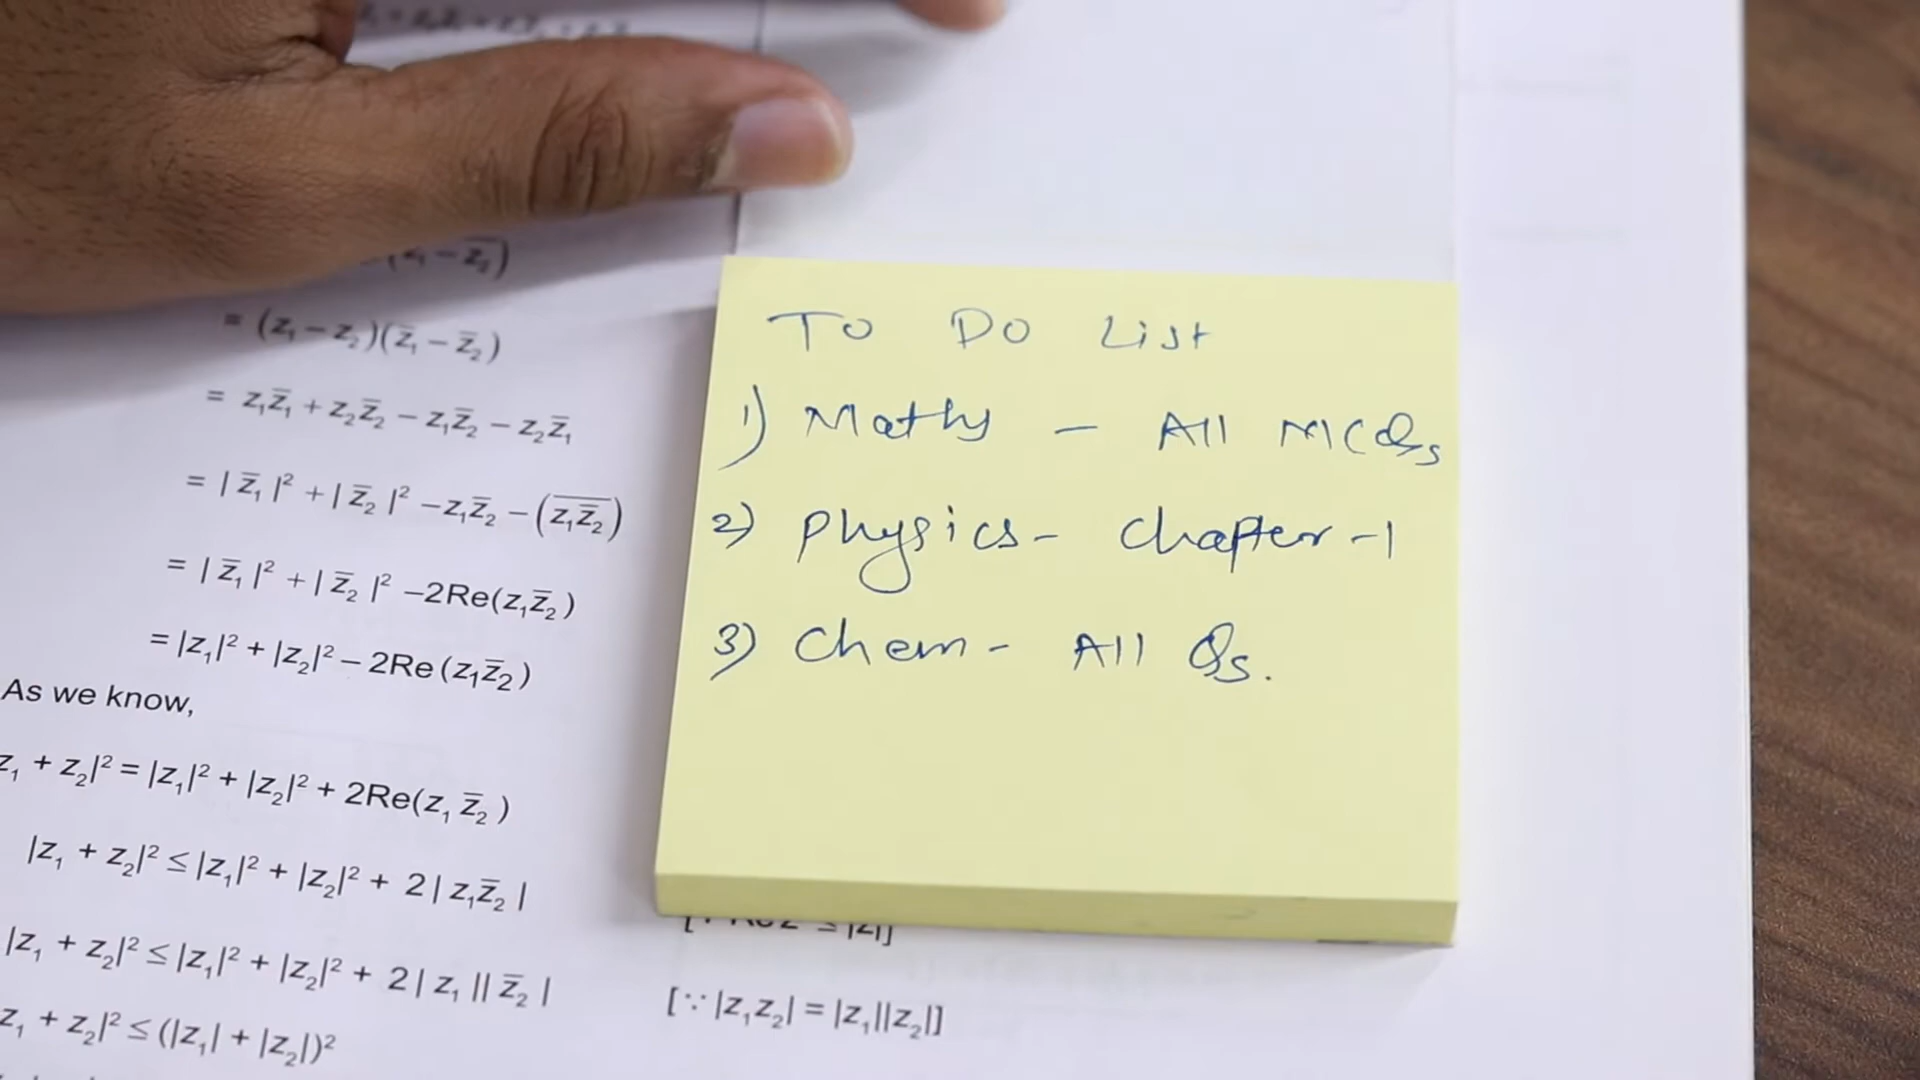 = (z₁ − z₂)(z̅₁ − z̅₂)
= z₁z̅₁ + z₂z̅₂ − z₁z̅₂ − z₂z̅₁
= |z̅₁|² + |z̅₂|² − z₁z̅₂ − (\overline{z₁z̅₂})
= |z̅₁|² + |z̅₂|² −2Re(z₁z̅₂)
= |z₁|² + |z₂|² − 2Re(z₁z̅₂)
As we know,
z₁ + z₂|² = |z₁|² + |z₂|² + 2Re(z₁ z̅₂)
|z₁ + z₂|² ≤ |z₁|² + |z₂|² + 2| z₁z̅₂ |
|z₁ + z₂|² ≤ |z₁|² + |z₂|² + 2| z₁ || z̅₂ |
z₁ + z₂|² ≤ (|z₁| + |z₂|)²
To Do List
1) Maths - All MCQs
2) Physics - Chapter -1
3) Chem - All Qs.
≤ |z|]
[∵ |z₁z₂| = |z₁||z₂|]